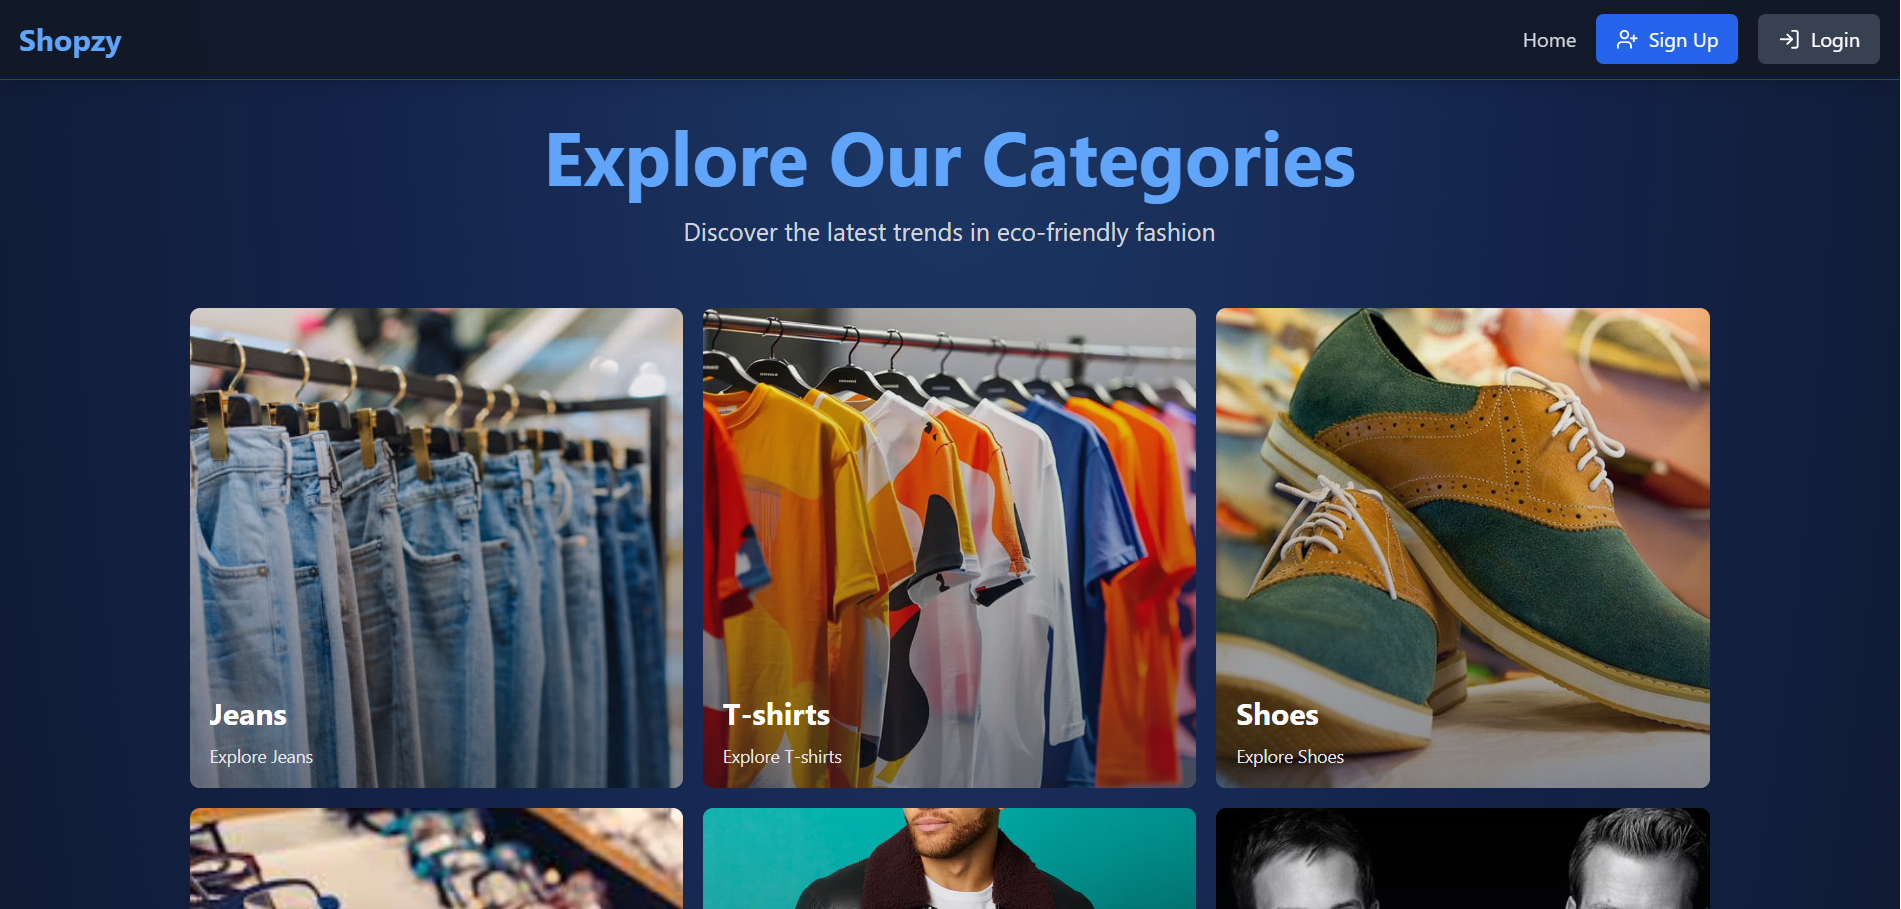 Shopzy
Home
Sign Up
Login
Explore Our Categories
Discover the latest trends in eco-friendly fashion
Jeans
Explore Jeans
T-shirts
Explore T-shirts
Shoes
Explore Shoes